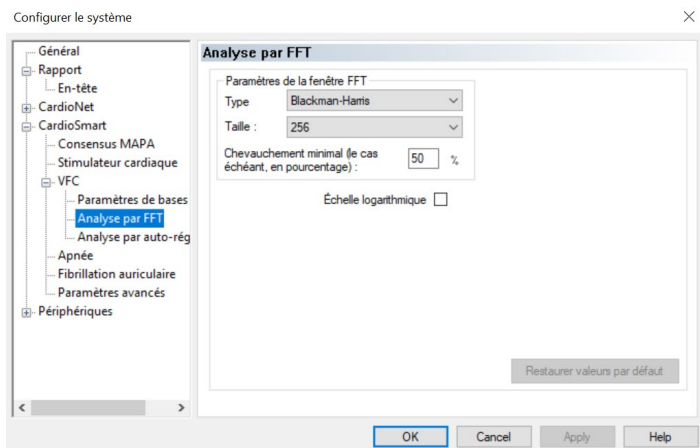 Configurer le système
Général
Rapport
En-tête
CardioNet
CardioSmart
Consensus MAPA
Stimulateur cardiaque
VFC
Paramètres de bases
Analyse par FFT
Analyse par auto-rég
Apnée
Fibrillation auriculaire
Paramètres avancés
Périphériques
Analyse par FFT
Paramètres de la fenêtre FFT
Type Blackman-Harris
Taille : 256
Chevauchement minimal (le cas
échéant, en pourcentage) : 50 %
Échelle logarithmique
Restaurer valeurs par défaut
OK Cancel Apply Help